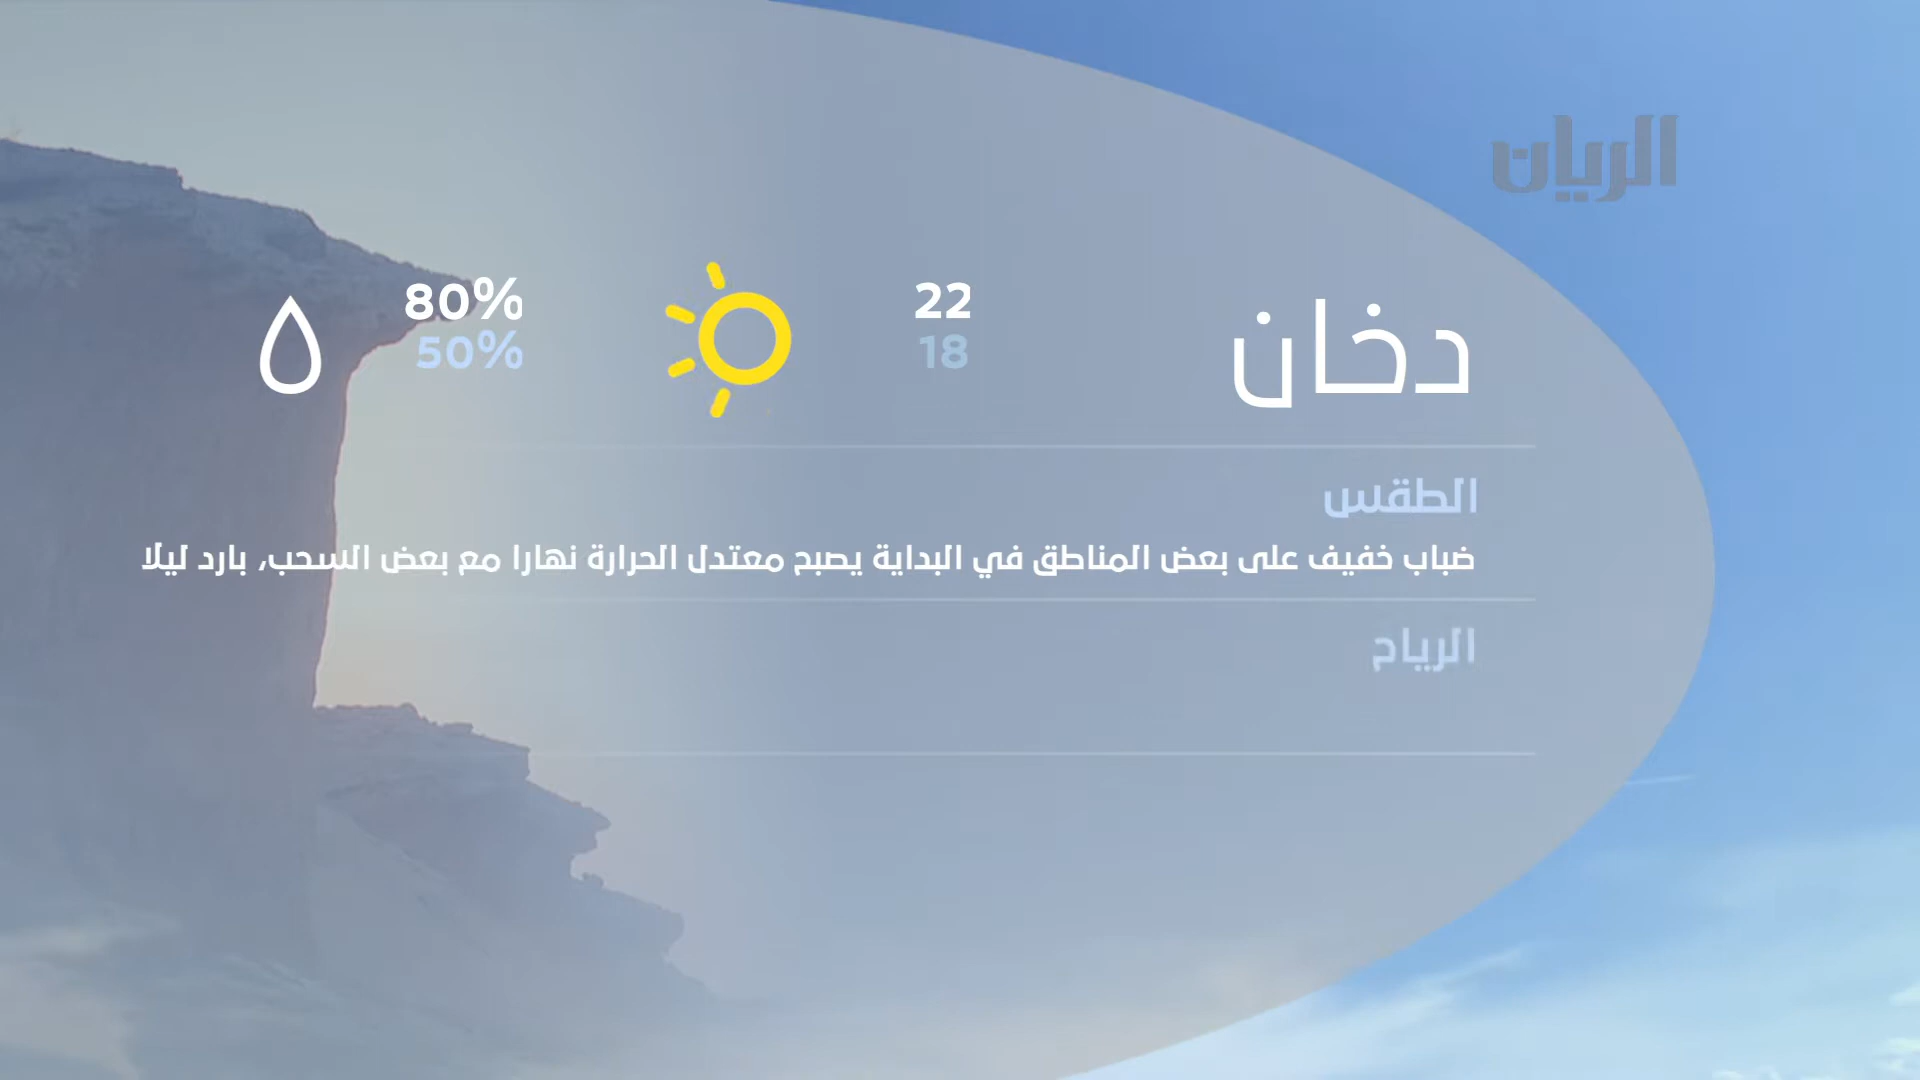 الريان
دخان
22
18
80%
50%
الطقس
ضباب خفيف على بعض المناطق في البداية يصبح معتدل الحرارة نهارا مع بعض السحب، بارد ليلا
الرياح